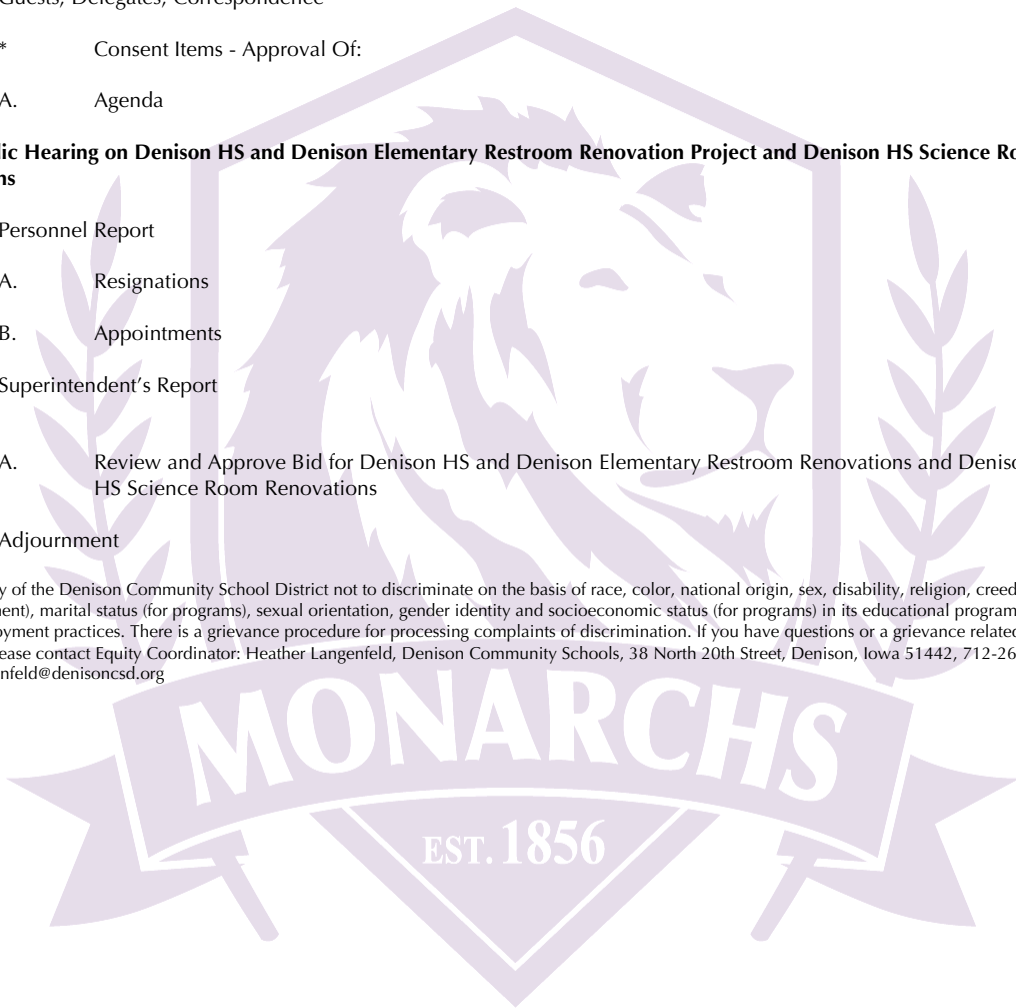 Guests, Delegates, Correspondence
* Consent Items - Approval Of:
A. Agenda
lic Hearing on Denison HS and Denison Elementary Restroom Renovation Project and Denison HS Science Ro
ns
Personnel Report
A. Resignations
B. Appointments
Superintendent’s Report
A. Review and Approve Bid for Denison HS and Denison Elementary Restroom Renovations and Deniso
HS Science Room Renovations
Adjournment
y of the Denison Community School District not to discriminate on the basis of race, color, national origin, sex, disability, religion, creed
ent), marital status (for programs), sexual orientation, gender identity and socioeconomic status (for programs) in its educational program
oyment practices. There is a grievance procedure for processing complaints of discrimination. If you have questions or a grievance related
ease contact Equity Coordinator: Heather Langenfeld, Denison Community Schools, 38 North 20th Street, Denison, Iowa 51442, 712-26
nfeld@denisoncsd.org
MONARCHS
EST. 1856